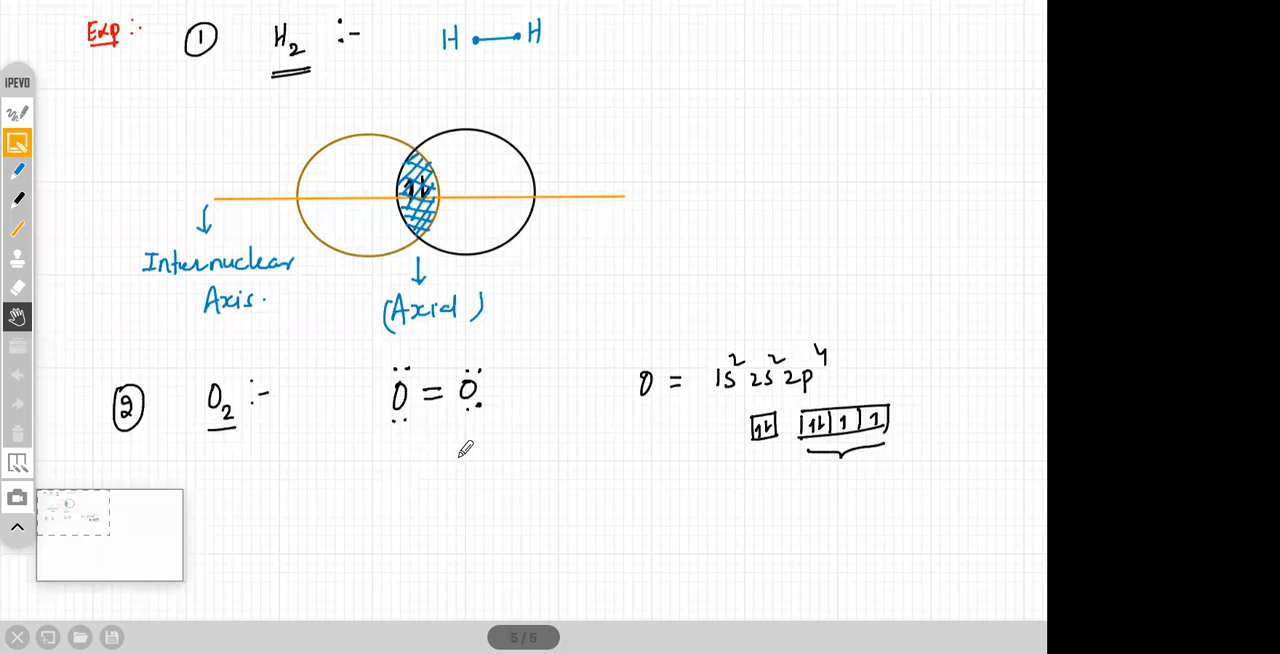 Exp :- ① H₂ :- H—H
IPEVO
↑↓
Internuclear
Axis.
(Axial)
② O₂ :- O = O
O = 1s² 2s² 2p⁴
↑↓ ↑↓ ↑ ↑
5 / 5